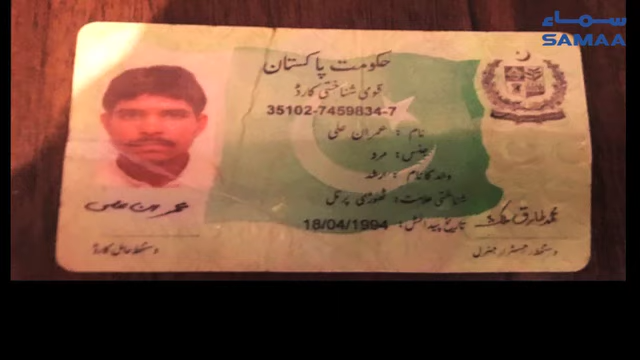 سماء
SAMAA
حکومت پاکستان
قومی شناختی کارڈ
35102-7459834-7
نام : عمران علی
جنس: مرد
والد کا نام : ارشد
شناختی علامت: ٹھوڑی پر تل
تاریخ پیدائش: 18/04/1994
عمران علی
محمد طارق ملک
دستخط حامل کارڈ
دستخط رجسٹرار جنرل